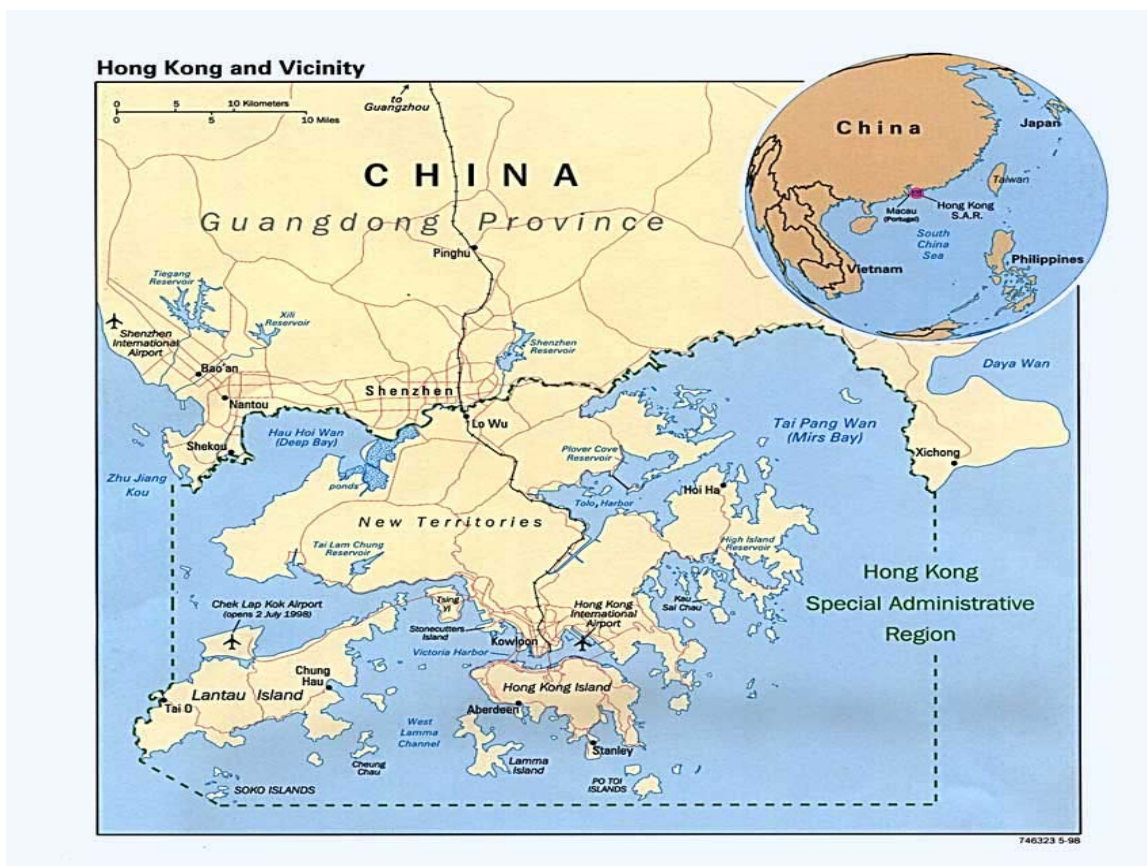 Hong Kong and Vicinity
0 5 10 Kilometers
0 5 10 Miles
to
Guangzhou
CHINA
Guangdong Province
Pinghu
China
Japan
Taiwan
Macau
(Portugal)
Hong Kong
S.A.R.
South
China
Sea
Vietnam
Philippines
Tiegang
Reservoir
Xili
Reservoir
Shenzhen
International
Airport
Shenzhen
Reservoir
Bao'an
Shenzhen
Nantou
Daya Wan
Lo Wu
Shekou
Hau Hoi Wan
(Deep Bay)
Tai Pang Wan
(Mirs Bay)
Plover Cove
Reservoir
Xichong
Zhu Jiang
Kou
ponds
Hoi Ha
Tolo, Harbor
New Territories
Tai Lam Chung
Reservoir
High Island
Reservoir
Hong Kong
Special Administrative
Region
Chek Lap Kok Airport
(opens 2 July 1998)
Tsing
Yi
Stonecutters
Island
Hong Kong
International
Airport
Kau
Sai Chau
Kowloon
Victoria Harbor
Chung
Hau
Lantau Island
Hong Kong Island
Tai O
Aberdeen
West
Lamma
Channel
Stanley
Cheung
Chau
Lamma
Island
SOKO ISLANDS
PO TOI
ISLANDS
746323 5-98